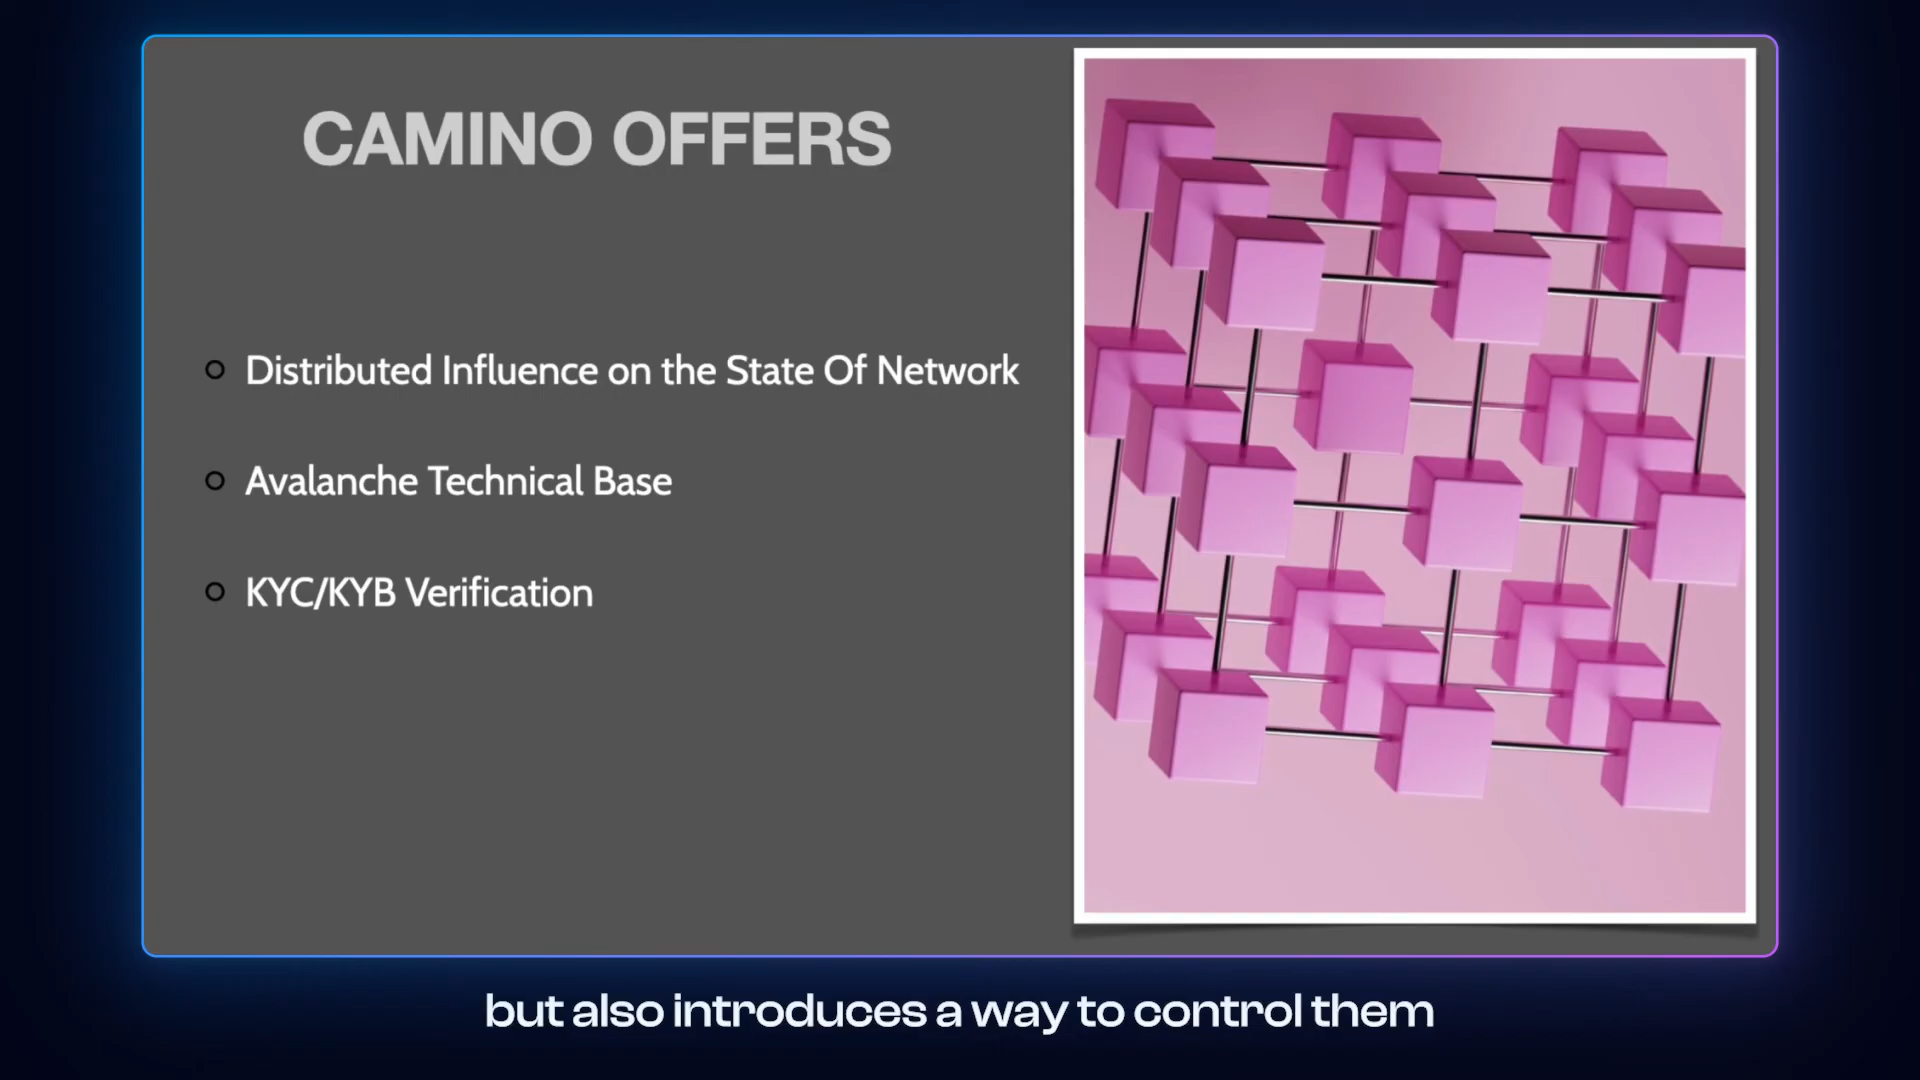 CAMINO OFFERS
Distributed Influence on the State Of Network
Avalanche Technical Base
KYC/KYB Verification
but also introduces a way to control them